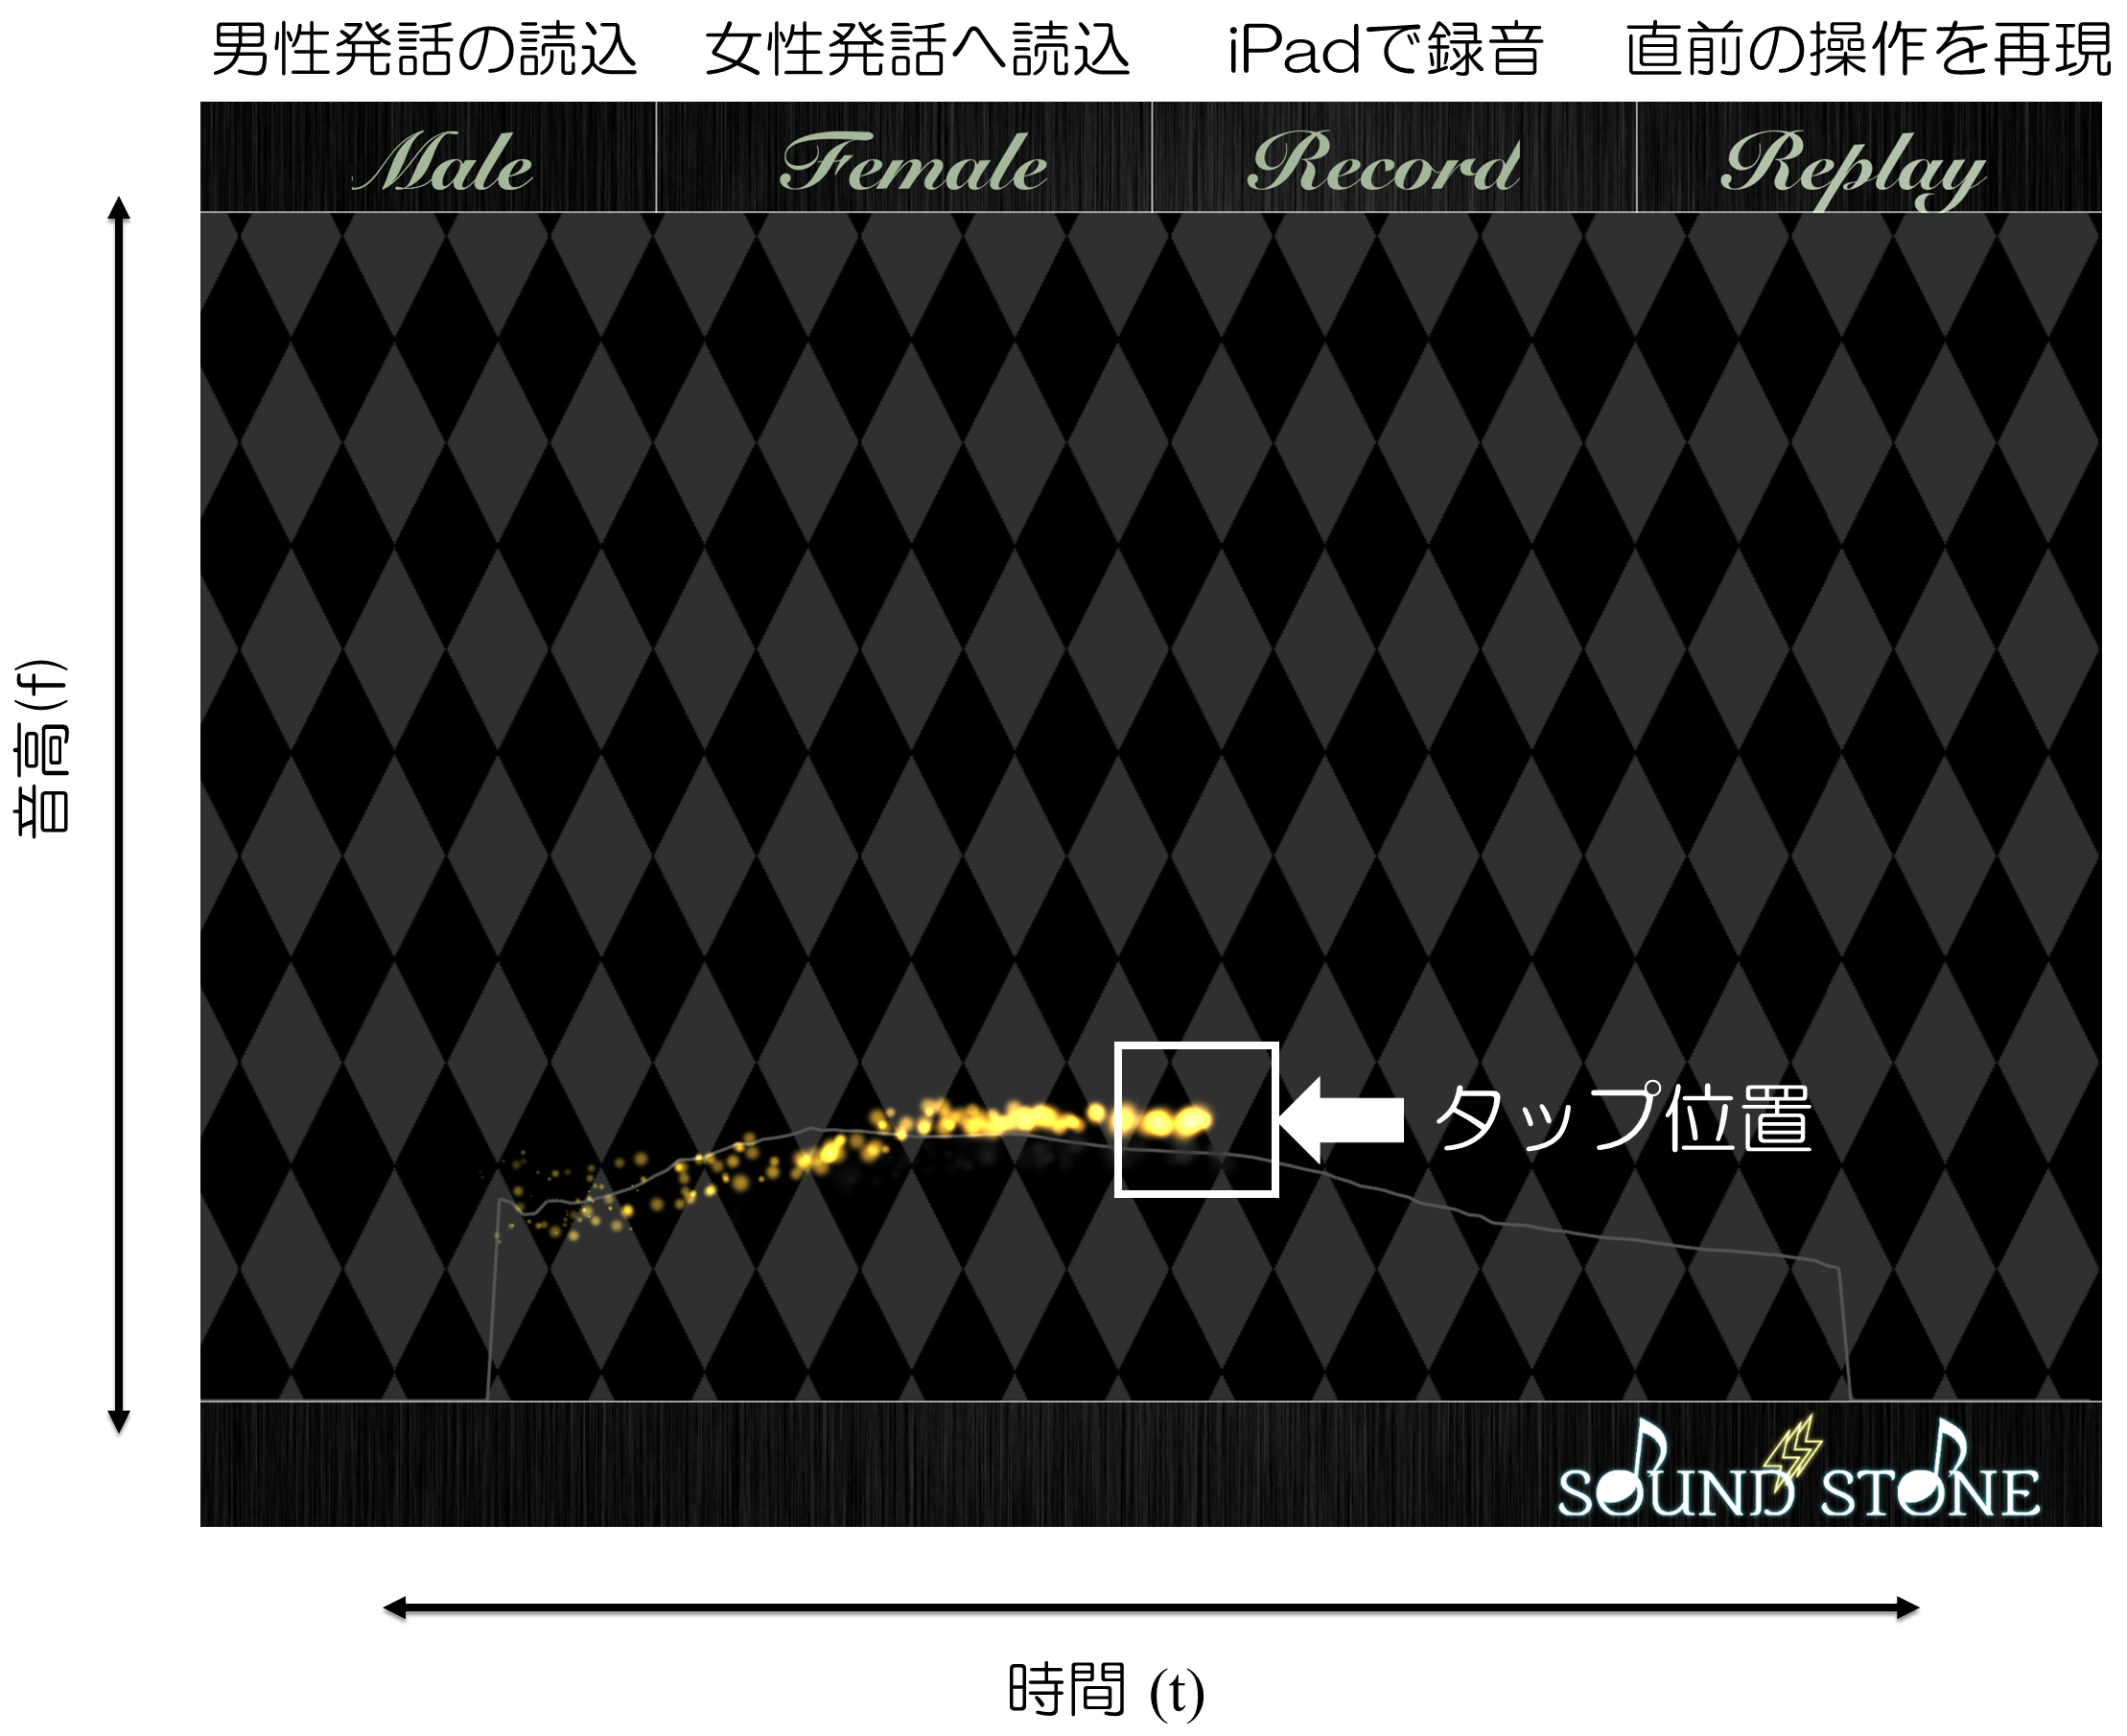 男性発話の読込
女性発話へ読込
iPadで録音
直前の操作を再現
Male
Female
Record
Replay
音高(f)
タップ位置
SOUND STONE
時間 (t)